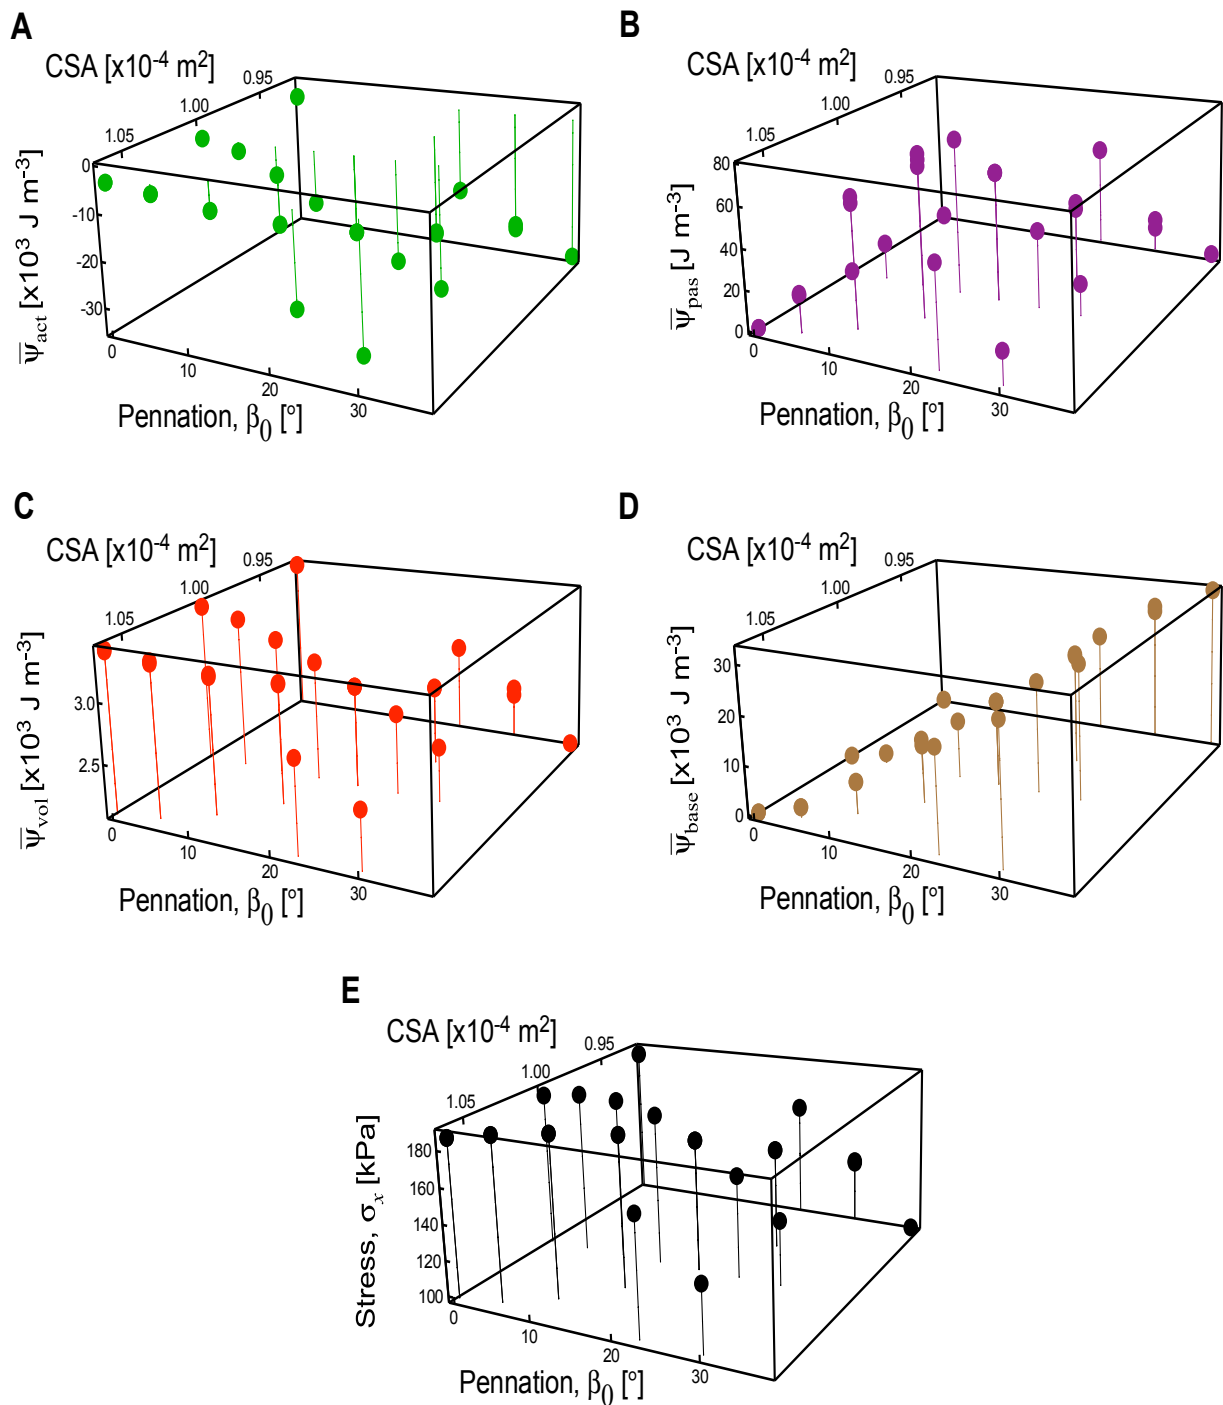 A
CSA [x10⁻⁴ m²]
0.95
1.00
1.05
0
-10
-20
-30
ψ̅act [x10³ J m⁻³]
0
10
20
30
Pennation, β₀ [°]
B
CSA [x10⁻⁴ m²]
0.95
1.00
1.05
80
60
40
20
0
ψ̅pas [J m⁻³]
0
10
20
30
Pennation, β₀ [°]
C
CSA [x10⁻⁴ m²]
0.95
1.00
1.05
3.0
2.5
ψ̅vol [x10³ J m⁻³]
0
10
20
30
Pennation, β₀ [°]
D
CSA [x10⁻⁴ m²]
0.95
1.00
1.05
30
20
10
0
ψ̅base [x10³ J m⁻³]
0
10
20
30
Pennation, β₀ [°]
E
CSA [x10⁻⁴ m²]
0.95
1.00
1.05
180
160
140
120
100
Stress, σₓ [kPa]
0
10
20
30
Pennation, β₀ [°]